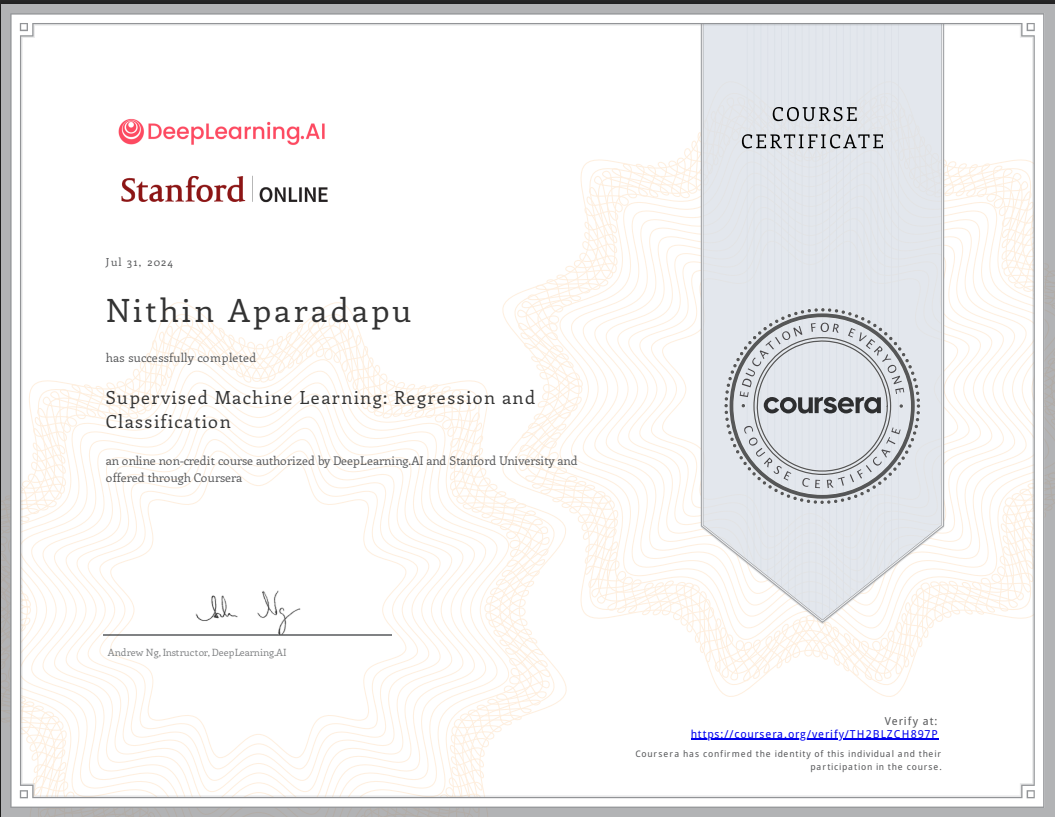 DeepLearning.AI
Stanford | ONLINE
Jul 31, 2024
Nithin Aparadapu
has successfully completed
Supervised Machine Learning: Regression and
Classification
an online non-credit course authorized by DeepLearning.AI and Stanford University and
offered through Coursera
Andrew Ng, Instructor, DeepLearning.AI
COURSE
CERTIFICATE
EDUCATION FOR EVERYONE
coursera
COURSE CERTIFICATE
Verify at:
https://coursera.org/verify/TH2BLZCH897P
Coursera has confirmed the identity of this individual and their
participation in the course.